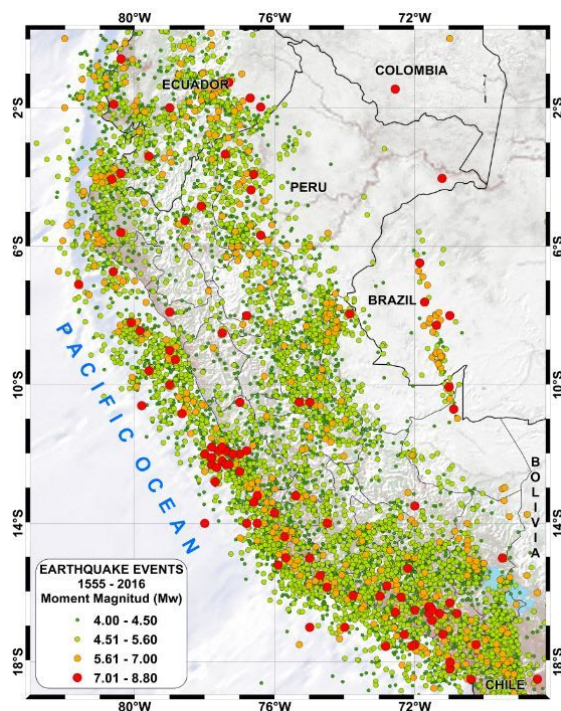 80°W 76°W 72°W
COLOMBIA
ECUADOR
2°S 2°S
PERU
6°S 6°S
BRAZIL
PACIFIC OCEAN
10°S 10°S
BOLIVIA
14°S 14°S
EARTHQUAKE EVENTS
1555 - 2016
Moment Magnitud (Mw)
4.00 - 4.50
4.51 - 5.60
5.61 - 7.00
7.01 - 8.80
18°S 18°S
CHILE
80°W 76°W 72°W